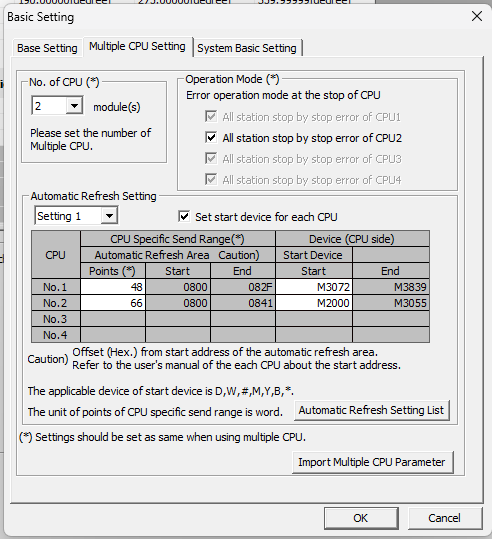 190.00000[degree] 275.00000[degree] 359.99999[degree]
Basic Setting
Base Setting Multiple CPU Setting System Basic Setting
No. of CPU (*)
2 module(s)
Please set the number of
Multiple CPU.
Operation Mode (*)
Error operation mode at the stop of CPU
All station stop by stop error of CPU1
All station stop by stop error of CPU2
All station stop by stop error of CPU3
All station stop by stop error of CPU4
Automatic Refresh Setting
Setting 1 Set start device for each CPU
CPU CPU Specific Send Range(*) Device (CPU side)
Automatic Refresh Area Caution) Start Device
Points (*) Start End Start End
No.1 48 0800 082F M3072 M3839
No.2 66 0800 0841 M2000 M3055
No.3
No.4
Caution) Offset (Hex.) from start address of the automatic refresh area.
Refer to the user's manual of the each CPU about the start address.
The applicable device of start device is D,W,#,M,Y,B,*.
The unit of points of CPU specific send range is word. Automatic Refresh Setting List
(*) Settings should be set as same when using multiple CPU.
Import Multiple CPU Parameter
OK Cancel